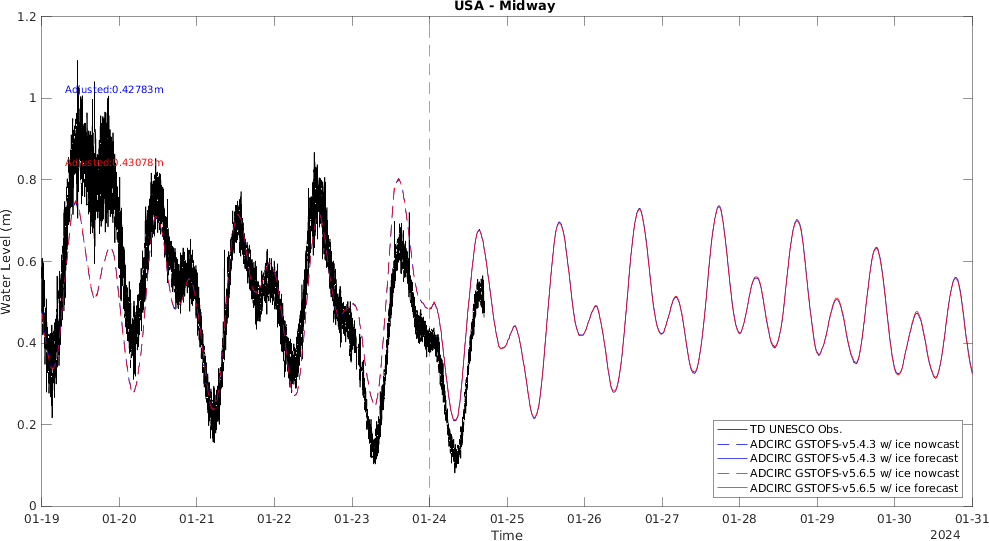 USA - Midway
Water Level (m)
1.2
1
0.8
0.6
0.4
0.2
0
Adjusted:0.42783m
Adjusted:0.43078m
TD UNESCO Obs.
ADCIRC GSTOFS-v5.4.3 w/ ice nowcast
ADCIRC GSTOFS-v5.4.3 w/ ice forecast
ADCIRC GSTOFS-v5.6.5 w/ ice nowcast
ADCIRC GSTOFS-v5.6.5 w/ ice forecast
01-19 01-20 01-21 01-22 01-23 01-24 01-25 01-26 01-27 01-28 01-29 01-30 01-31
Time
2024